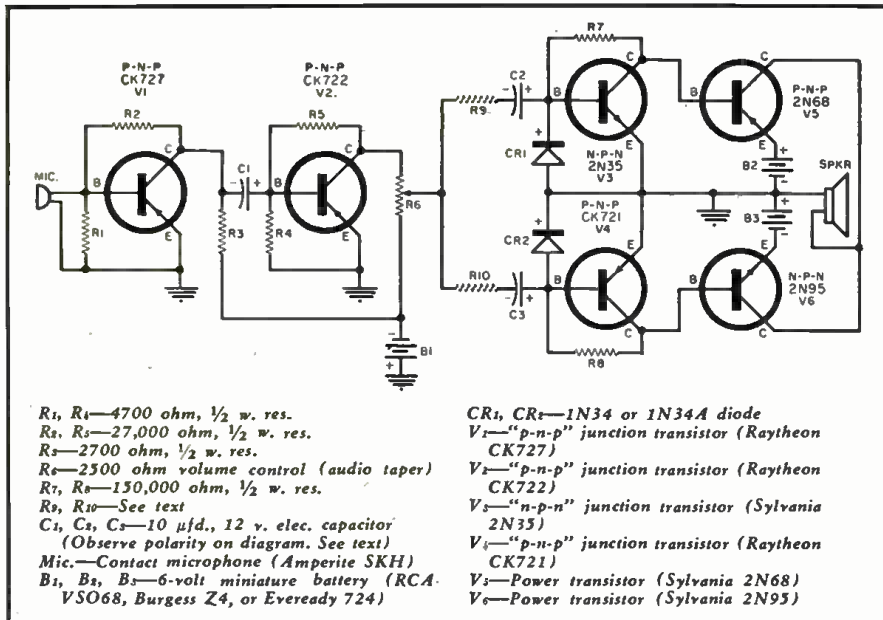 P-N-P
CK727
V1
R2
C
B
E
MIC.
R1
P-N-P
CK722
V2.
R5
C1
- +
C
B
E
R3
R4
R6
-
B1
+
R7
C2
- +
R9
C
B
E
+
CR1
N-P-N
2N35
V3
P-N-P
CK721
V4
+
CR2
R10
- +
C3
B
E
C
R8
C
B
E
P-N-P
2N68
V5
+
B2
-
SPKR
+
B3
-
E
B
C
N-P-N
2N95
V6
R1, R4—4700 ohm, 1/2 w. res.
R2, R5—27,000 ohm, 1/2 w. res.
R3—2700 ohm, 1/2 w. res.
R6—2500 ohm volume control (audio taper)
R7, R8—150,000 ohm, 1/2 w. res.
R9, R10—See text
C1, C2, C3—10 μfd., 12 v. elec. capacitor
(Observe polarity on diagram. See text)
Mic.—Contact microphone (Amperite SKH)
B1, B2, B3—6-volt miniature battery (RCA
VS068, Burgess Z4, or Eveready 724)
CR1, CR2—1N34 or 1N34A diode
V1—"p-n-p" junction transistor (Raytheon
CK727)
V2—"p-n-p" junction transistor (Raytheon
CK722)
V3—"n-p-n" junction transistor (Sylvania
2N35)
V4—"p-n-p" junction transistor (Raytheon
CK721)
V5—Power transistor (Sylvania 2N68)
V6—Power transistor (Sylvania 2N95)